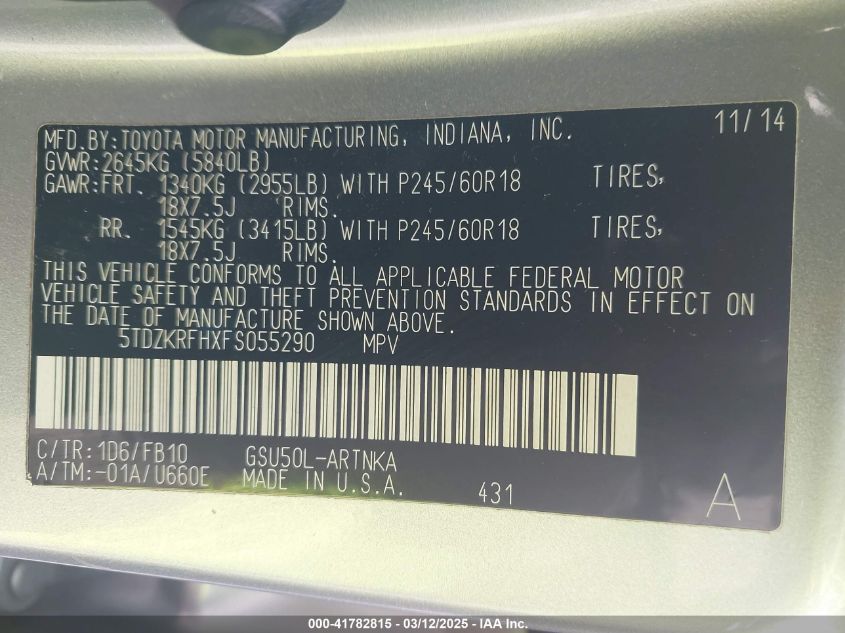 MFD.BY:TOYOTA MOTOR MANUFACTURING, INDIANA, INC. 11/14
GVWR:2645KG (5840LB)
GAWR:FRT. 1340KG (2955LB) WITH P245/60R18 TIRES,
18X7.5J RIMS.
RR. 1545KG (3415LB) WITH P245/60R18 TIRES,
18X7.5J RIMS.
THIS VEHICLE CONFORMS TO ALL APPLICABLE FEDERAL MOTOR
VEHICLE SAFETY AND THEFT PREVENTION STANDARDS IN EFFECT ON
THE DATE OF MANUFACTURE SHOWN ABOVE.
5TDZKRFHXFS055290 MPV
C/TR:1D6/FB10 GSU50L-ARTNKA
A/TM:-01A/U660E MADE IN U.S.A. 431 A
000-41782815 - 03/12/2025 - IAA Inc.